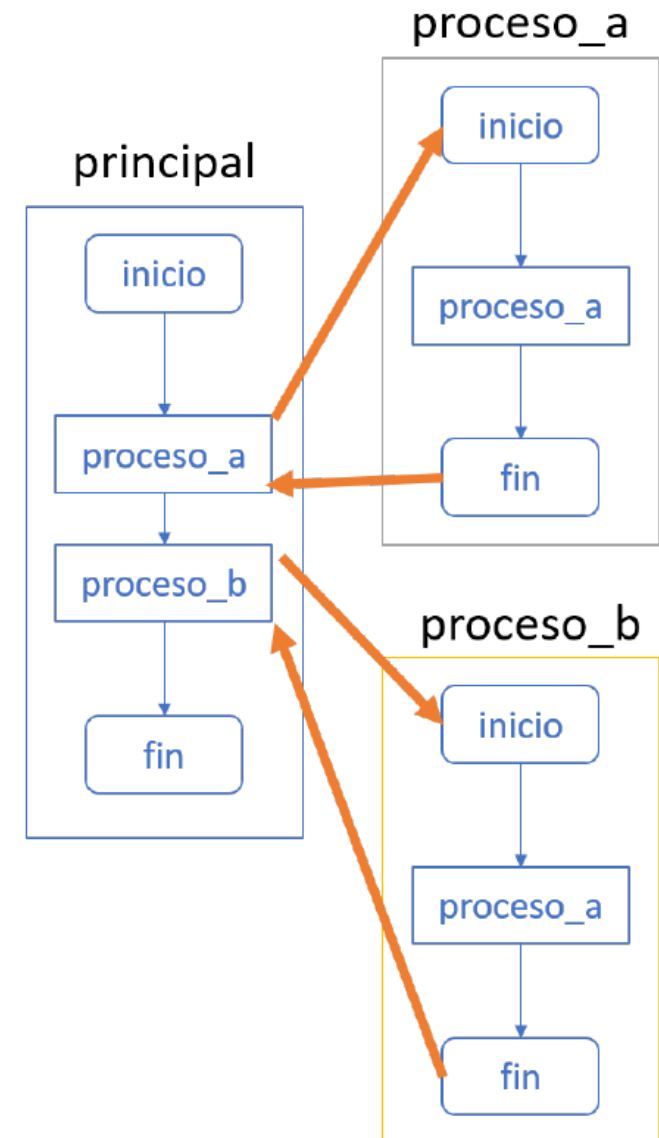 principal
inicio
proceso_a
proceso_b
fin
proceso_a
inicio
proceso_a
fin
proceso_b
inicio
proceso_a
fin